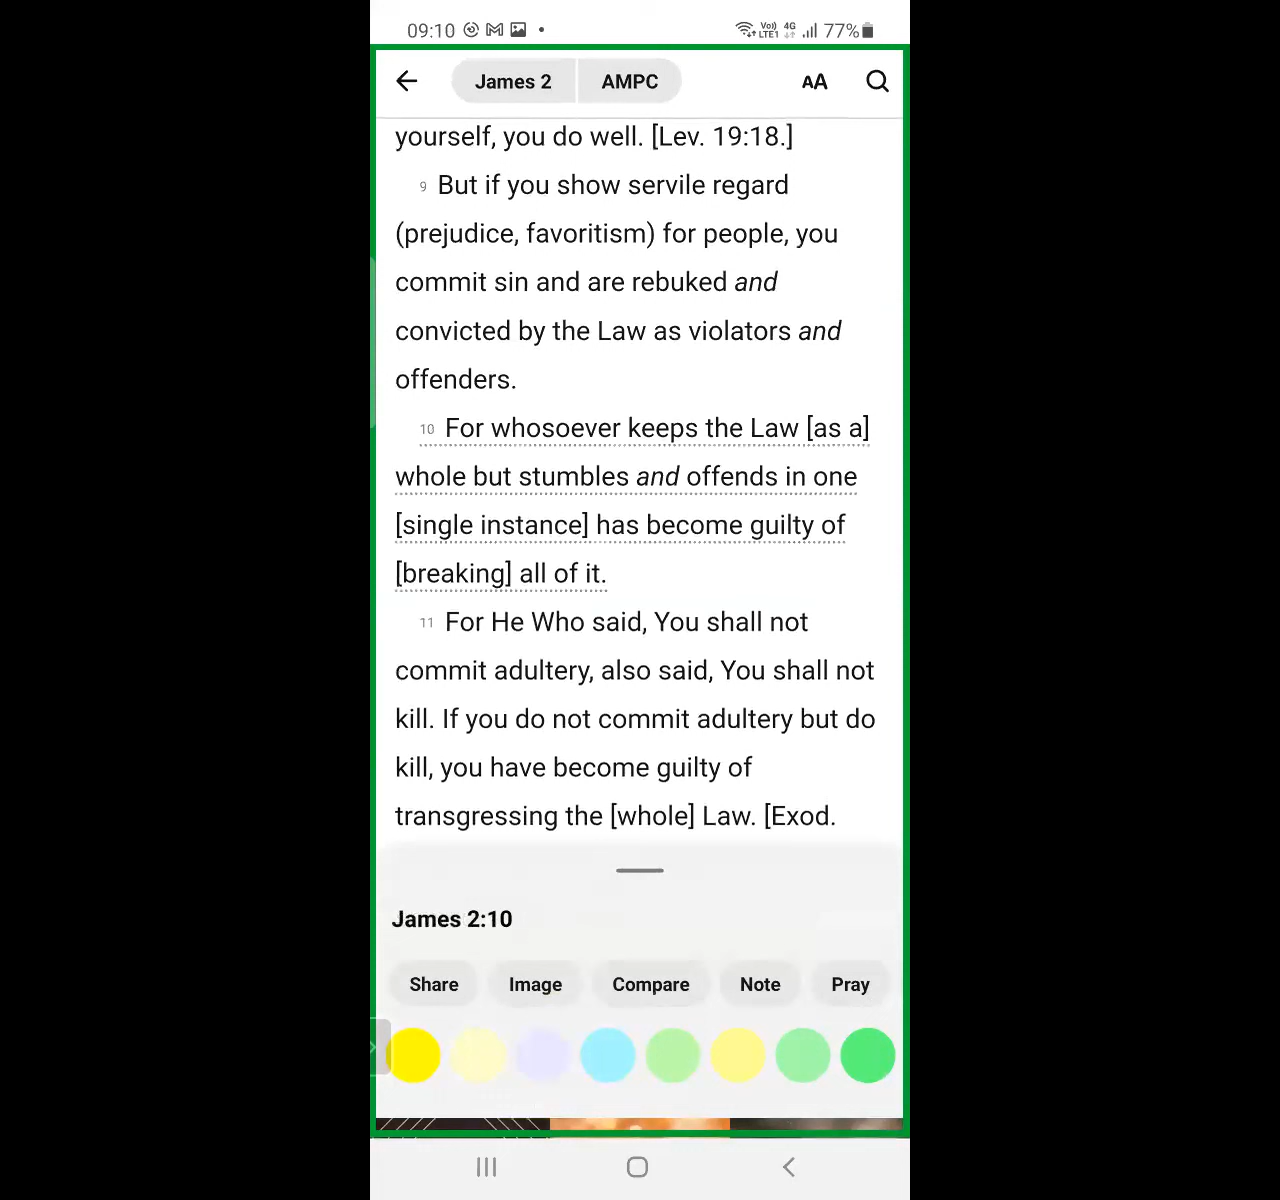 09:10 Vo)) LTE1 4G 77%
James 2 AMPC AA
yourself, you do well. [Lev. 19:18.]
9 But if you show servile regard
(prejudice, favoritism) for people, you
commit sin and are rebuked and
convicted by the Law as violators and
offenders.
10 For whosoever keeps the Law [as a]
whole but stumbles and offends in one
[single instance] has become guilty of
[breaking] all of it.
11 For He Who said, You shall not
commit adultery, also said, You shall not
kill. If you do not commit adultery but do
kill, you have become guilty of
transgressing the [whole] Law. [Exod.
James 2:10
Share Image Compare Note Pray